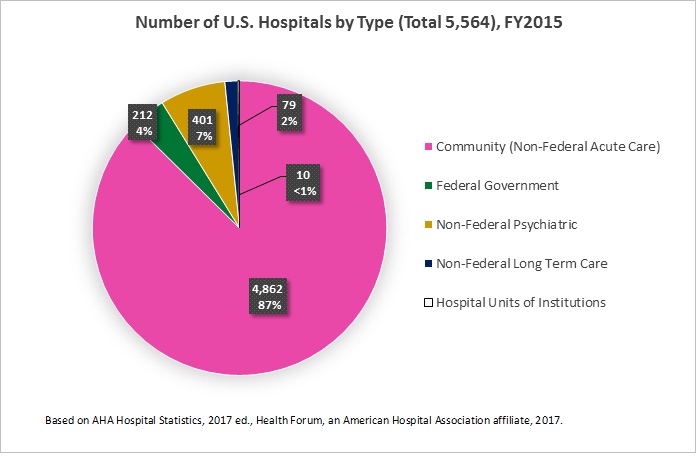 Number of U.S. Hospitals by Type (Total 5,564), FY2015
212
4%
401
7%
79
2%
10
<1%
4,862
87%
Community (Non-Federal Acute Care)
Federal Government
Non-Federal Psychiatric
Non-Federal Long Term Care
Hospital Units of Institutions
Based on AHA Hospital Statistics, 2017 ed., Health Forum, an American Hospital Association affiliate, 2017.